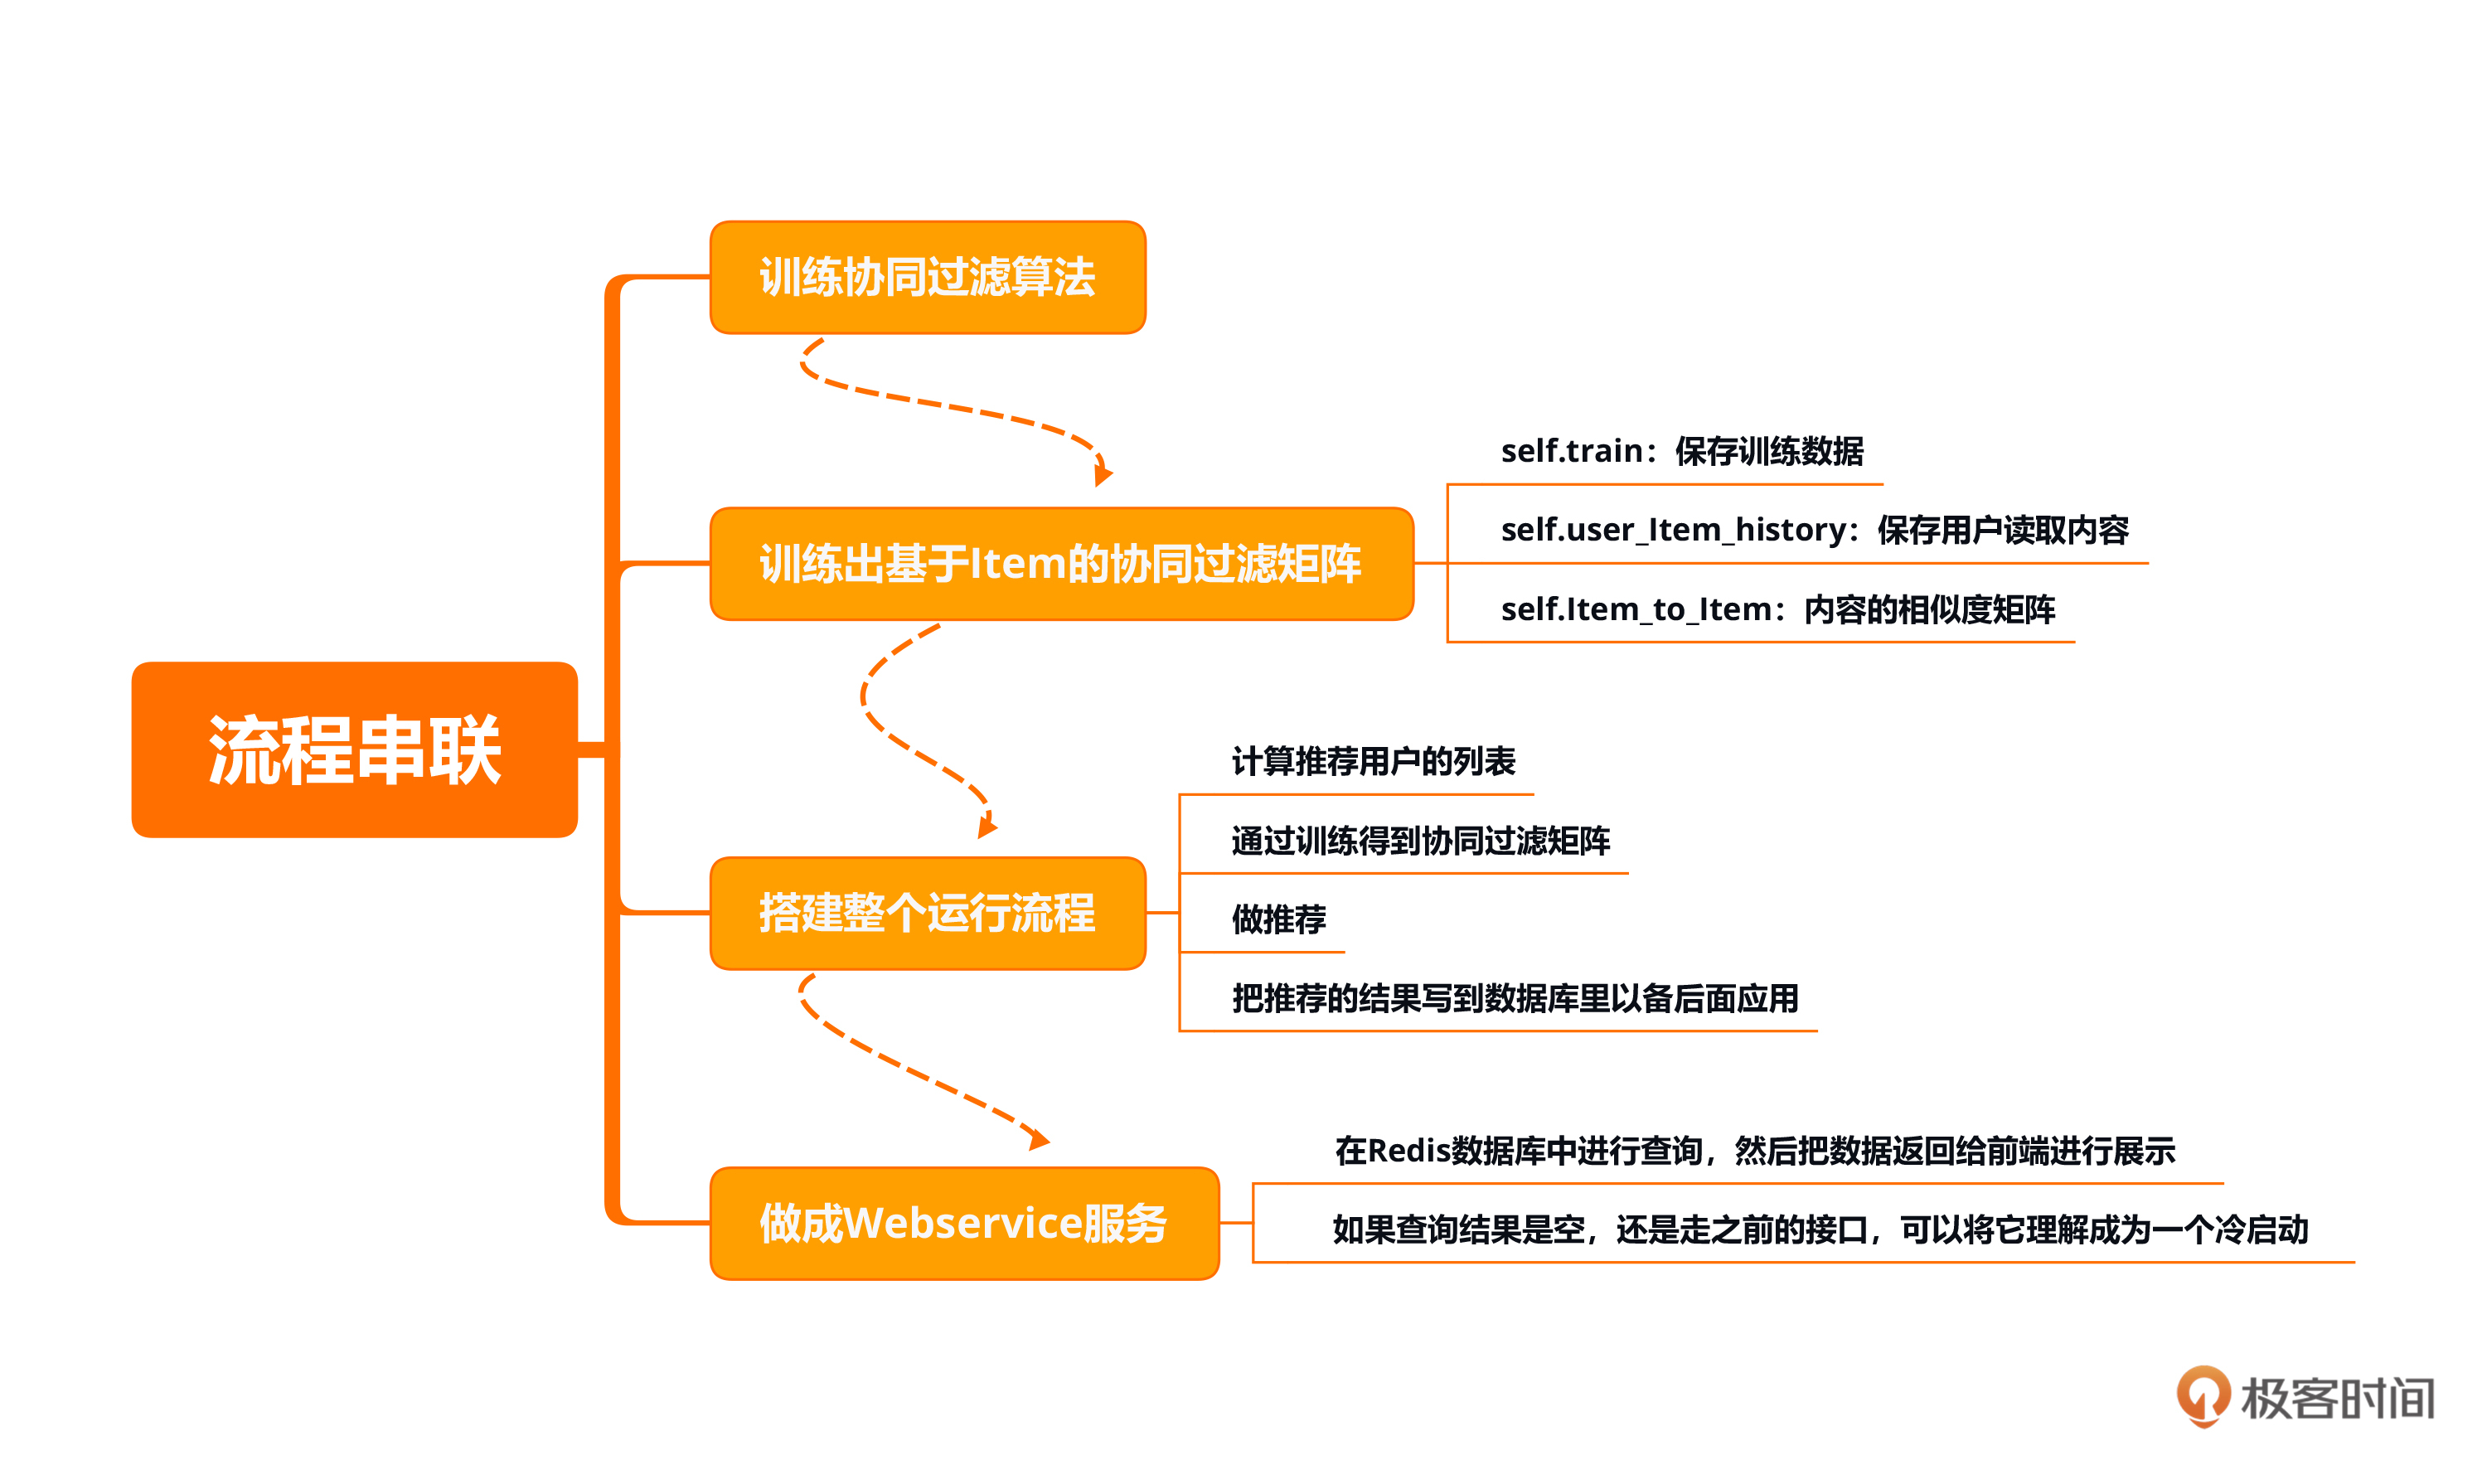 训练协同过滤算法
self.train：保存训练数据
self.user_Item_history：保存用户读取内容
训练出基于Item的协同过滤矩阵
self.Item_to_Item：内容的相似度矩阵
流程串联
计算推荐用户的列表
通过训练得到协同过滤矩阵
搭建整个运行流程
做推荐
把推荐的结果写到数据库里以备后面应用
在Redis数据库中进行查询，然后把数据返回给前端进行展示
做成Webservice服务
如果查询结果是空，还是走之前的接口，可以将它理解成为一个冷启动
极客时间